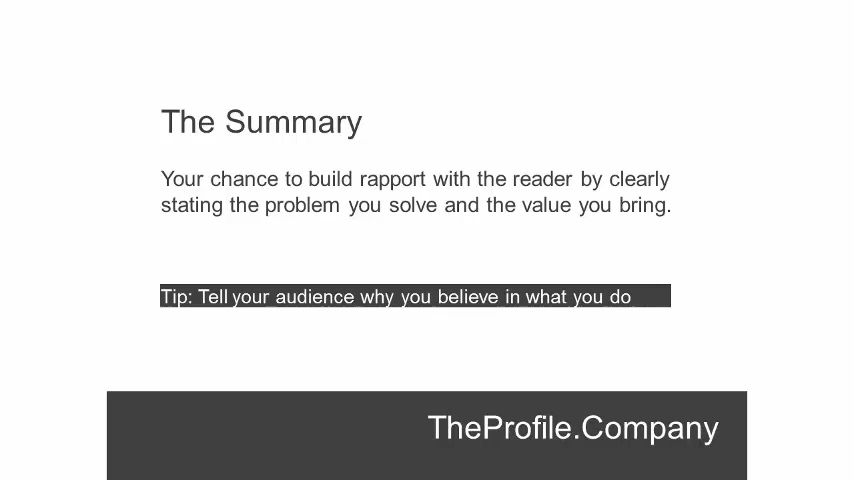 The Summary
Your chance to build rapport with the reader by clearly
stating the problem you solve and the value you bring.
Tip: Tell your audience why you believe in what you do
TheProfile.Company